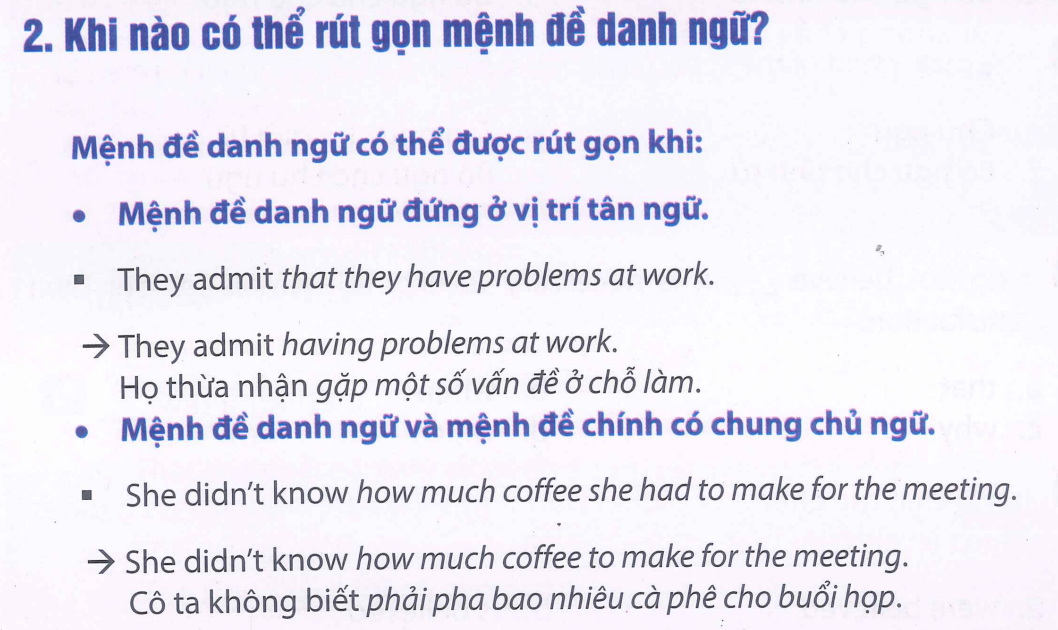 2. Khi nào có thể rút gọn mệnh đề danh ngữ?
Mệnh đề danh ngữ có thể được rút gọn khi:
• Mệnh đề danh ngữ đứng ở vị trí tân ngữ.
▪ They admit that they have problems at work.
→ They admit having problems at work.
Họ thừa nhận gặp một số vấn đề ở chỗ làm.
• Mệnh đề danh ngữ và mệnh đề chính có chung chủ ngữ.
▪ She didn't know how much coffee she had to make for the meeting.
→ She didn't know how much coffee to make for the meeting.
Cô ta không biết phải pha bao nhiêu cà phê cho buổi họp.